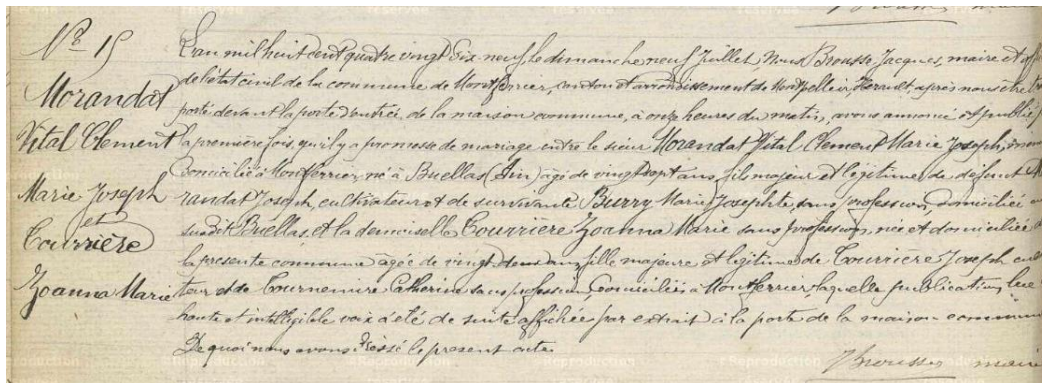 N° 15
Morandat
Vital Clement
Marie Joseph
et
Courrière
Joanna Marie
L'an mil huit cent quatre vingt dix neuf, le dimanche neuf Juillet, Nous Brousse Jacques, maire et
de l'état civil de la commune de Montferrier, canton et arrondissement de Montpellier, Hérault après nous être
porté devant la porte d'entrée de la maison commune, à onze heures du matin, avons annoncé et publié
la première fois, qu'il y a promesse de mariage entre le sieur Morandat Vital Clement Marie Joseph,
domicilié à Montferrier, né à Buellas (Ain) âgé de vingt sept ans, fils majeur et légitime de défunt
randat Joseph, cultivateur et de survivante Burry Marie Josephte, sans profession, domiciliée
susdit Buellas, et la demoiselle Courrière Joanna Marie sans profession, née et domiciliée
la présente commune âgée de vingt deux ans fille majeure et légitime de Courrière Joseph
teur et de Cournemire Catherine sans profession, domiciliés à Montferrier, laquelle publication, lue
haute et intelligible voix a été de suite affichée par extrait à la porte de la maison commune
De quoi nous avons dressé le présent acte.
J Brousse maire